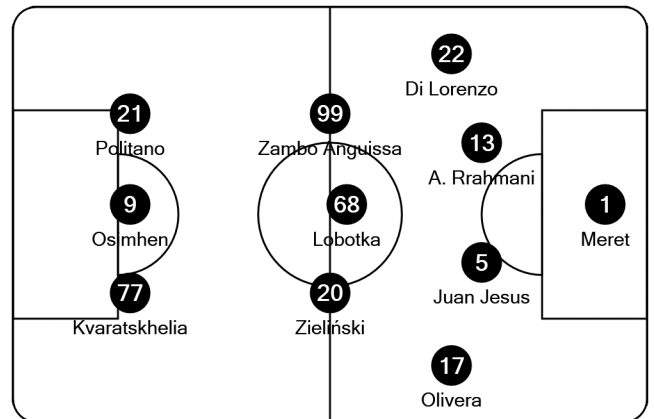 22
Di Lorenzo
21
Politano
99
Zambo Anguissa
13
A. Rrahmani
9
Osimhen
68
Lobotka
1
Meret
5
Juan Jesus
77
Kvaratskhelia
20
Zieliński
17
Olivera